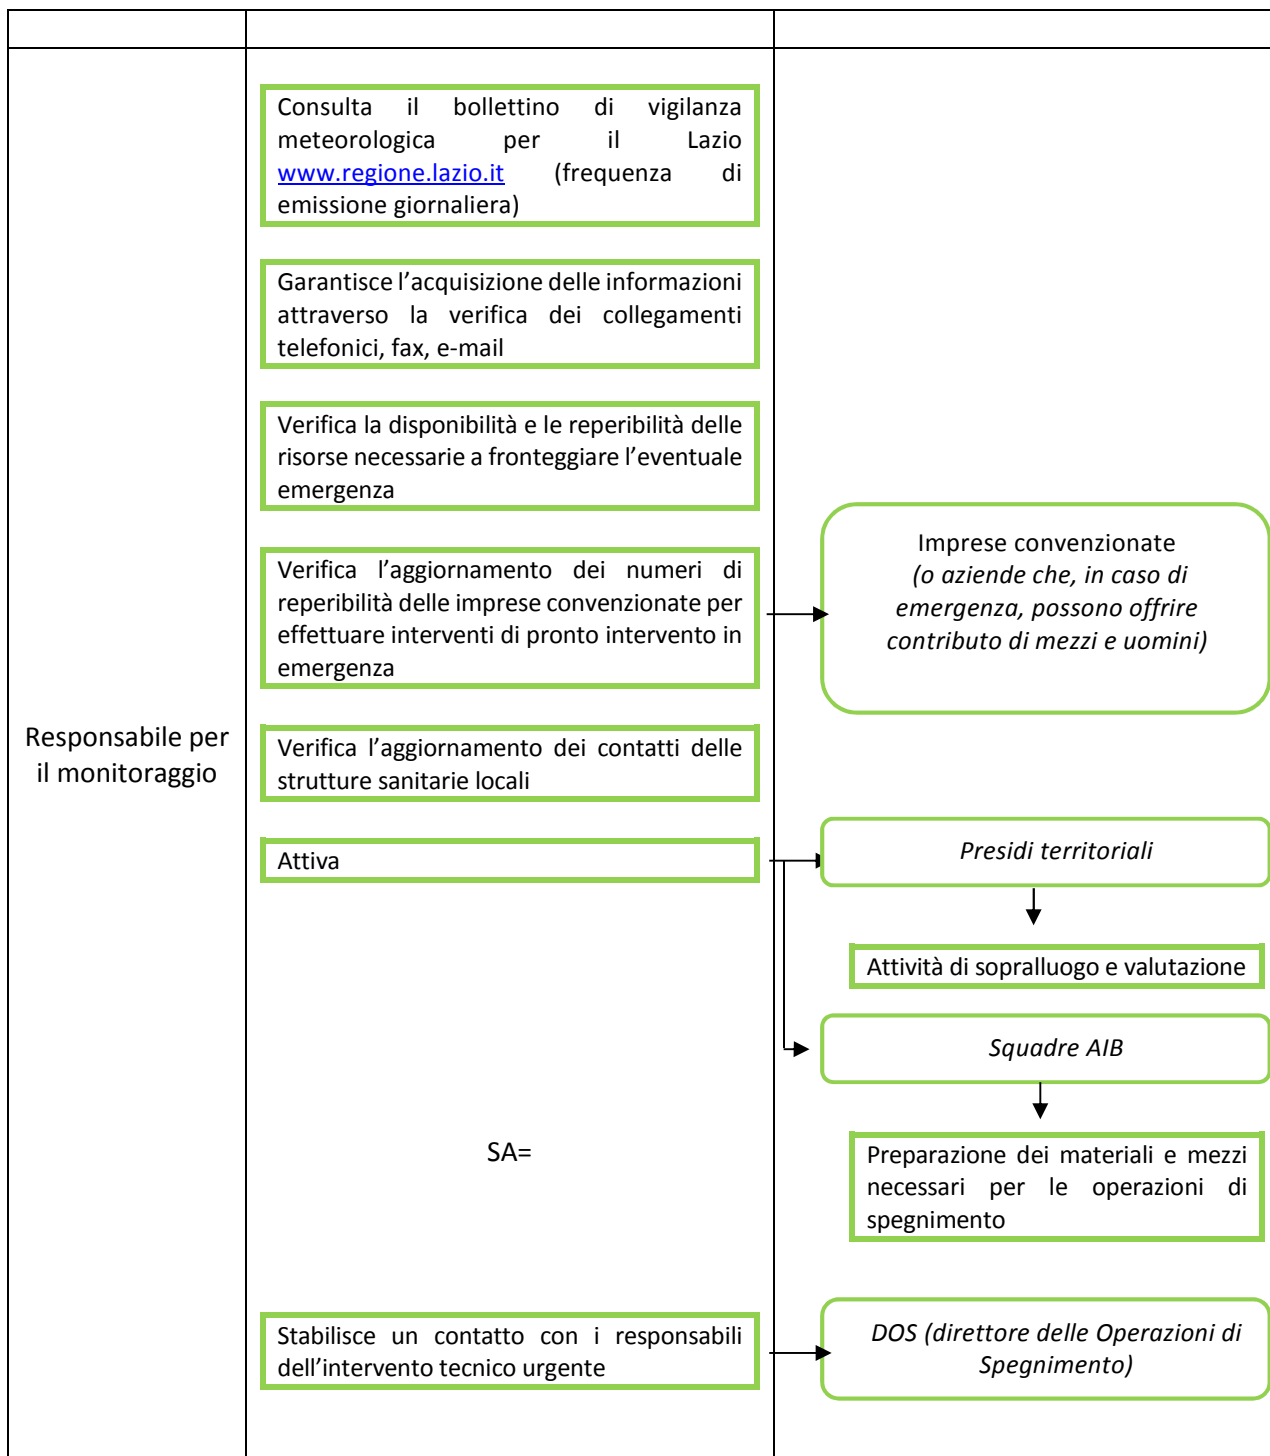 Consulta il bollettino di vigilanza
meteorologica per il Lazio
www.regione.lazio.it (frequenza di
emissione giornaliera)
Garantisce l’acquisizione delle informazioni
attraverso la verifica dei collegamenti
telefonici, fax, e-mail
Verifica la disponibilità e le reperibilità delle
risorse necessarie a fronteggiare l’eventuale
emergenza
Verifica l’aggiornamento dei numeri di
reperibilità delle imprese convenzionate per
effettuare interventi di pronto intervento in
emergenza
Imprese convenzionate
(o aziende che, in caso di
emergenza, possono offrire
contributo di mezzi e uomini)
Responsabile per
il monitoraggio
Verifica l’aggiornamento dei contatti delle
strutture sanitarie locali
Attiva
Presidi territoriali
Attività di sopralluogo e valutazione
Squadre AIB
SA=
Preparazione dei materiali e mezzi
necessari per le operazioni di
spegnimento
Stabilisce un contatto con i responsabili
dell’intervento tecnico urgente
DOS (direttore delle Operazioni di
Spegnimento)